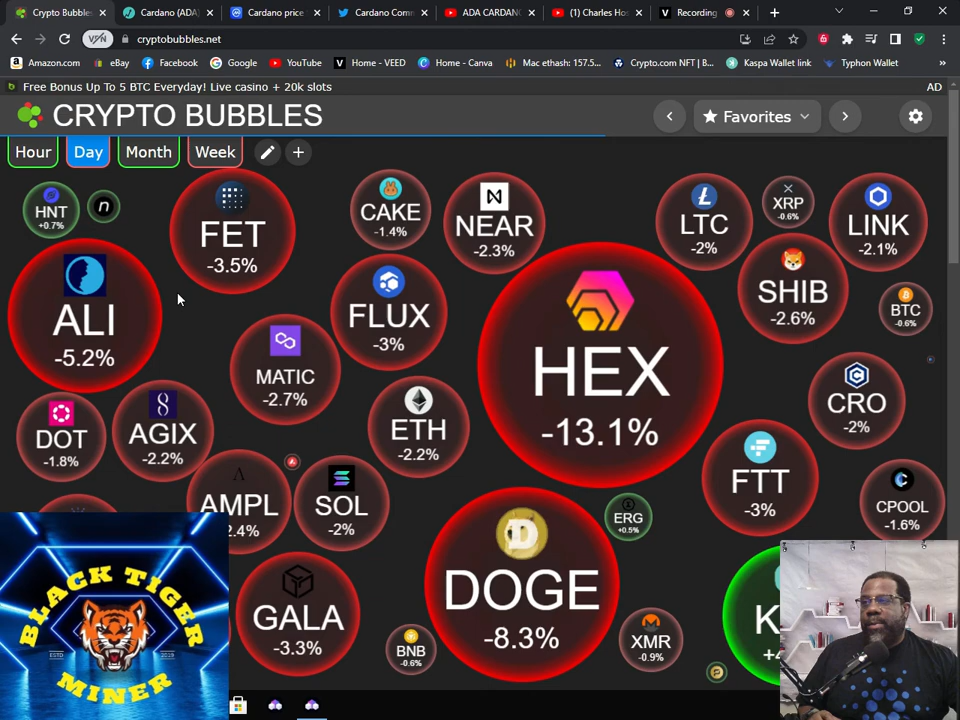 Crypto Bubbles
Cardano (ADA)
Cardano price
Cardano Com
ADA CARDANO
(1) Charles Hos
Recording
VPN
cryptobubbles.net
Amazon.com
eBay
Facebook
Google
YouTube
Home - VEED
Home - Canva
Mac ethash: 157.5...
Crypto.com NFT | B...
Kaspa Wallet link
Typhon Wallet
Free Bonus Up To 5 BTC Everyday! Live casino + 20k slots
AD
CRYPTO BUBBLES
Favorites
Hour
Day
Month
Week
HNT
+0.7%
n
FET
-3.5%
CAKE
-1.4%
NEAR
-2.3%
LTC
-2%
XRP
-0.6%
LINK
-2.1%
ALI
-5.2%
FLUX
-3%
HEX
-13.1%
SHIB
-2.6%
BTC
-0.6%
MATIC
-2.7%
DOT
-1.8%
AGIX
-2.2%
ETH
-2.2%
CRO
-2%
AMPL
2.4%
SOL
-2%
FTT
-3%
CPOOL
-1.6%
ERG
+0.5%
GALA
-3.3%
DOGE
-8.3%
BNB
-0.6%
XMR
-0.9%
K
BLACK TIGER
ESTD
2019
MINER